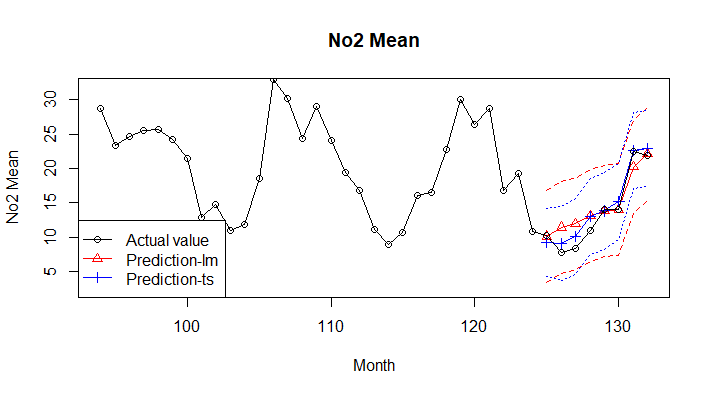 No2 Mean
No2 Mean
30
25
20
15
10
5
Actual value
Prediction-lm
Prediction-ts
100
110
120
130
Month